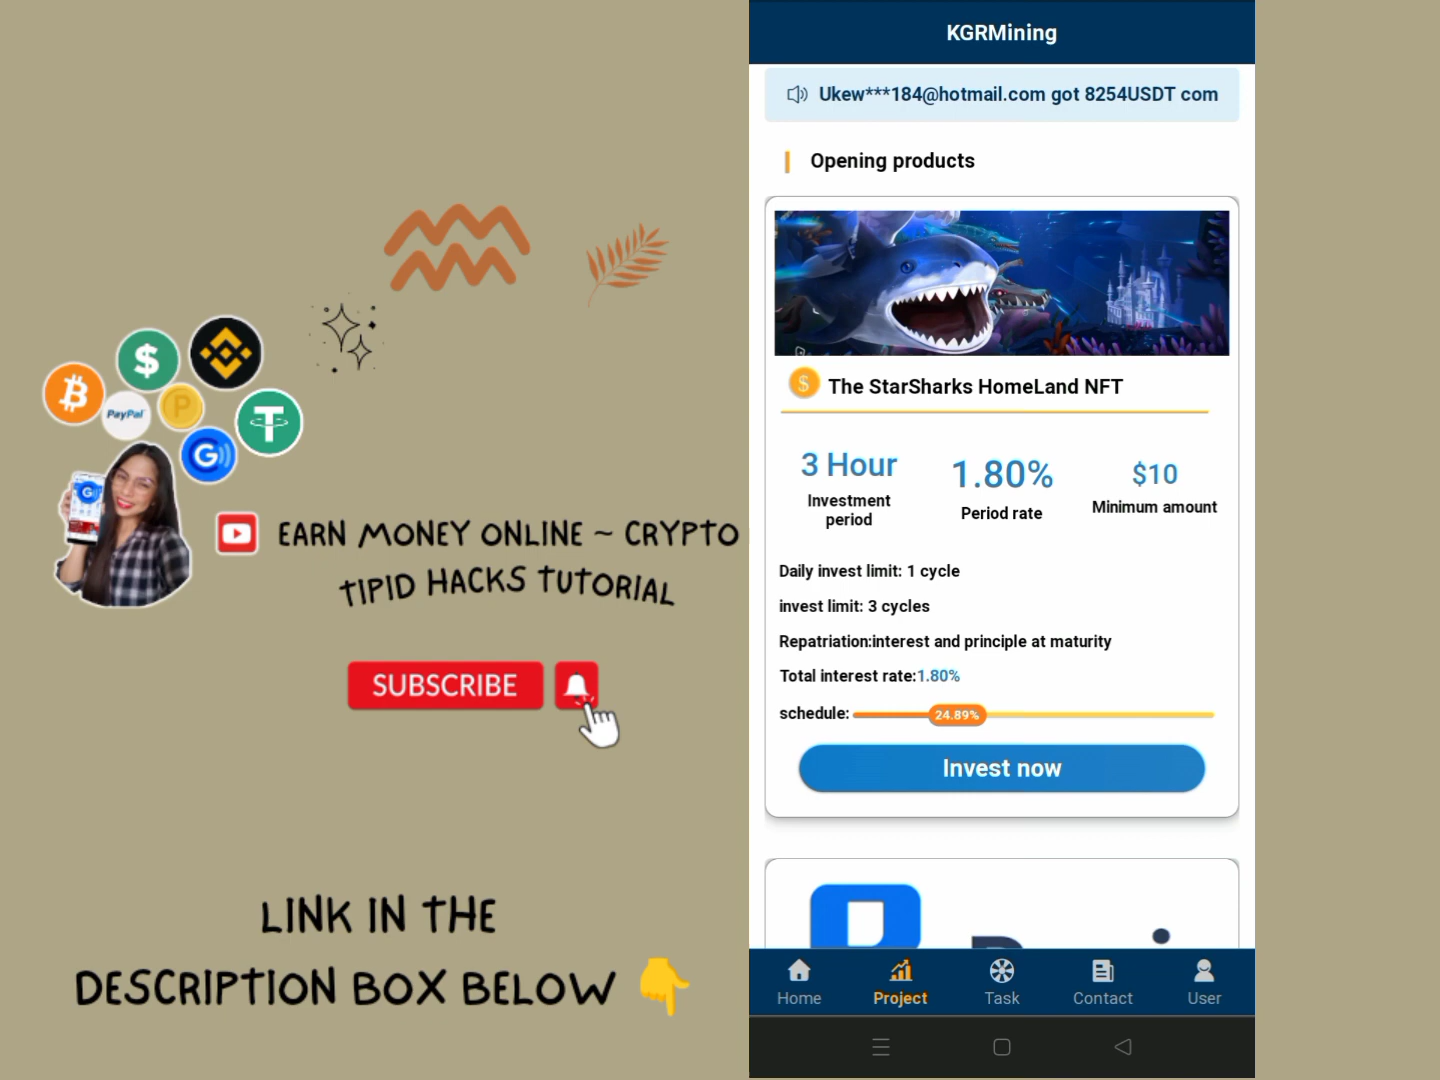 PayPal
P
G
EARN MONEY ONLINE ~ CRYPTO
TIPID HACKS TUTORIAL
SUBSCRIBE
LINK IN THE
DESCRIPTION BOX BELOW
KGRMining
Ukew***184@hotmail.com got 8254USDT com
Opening products
The StarSharks HomeLand NFT
3 Hour
Investment
period
1.80%
Period rate
$10
Minimum amount
Daily invest limit: 1 cycle
invest limit: 3 cycles
Repatriation:interest and principle at maturity
Total interest rate:1.80%
schedule: 24.89%
Invest now
Home
Project
Task
Contact
User